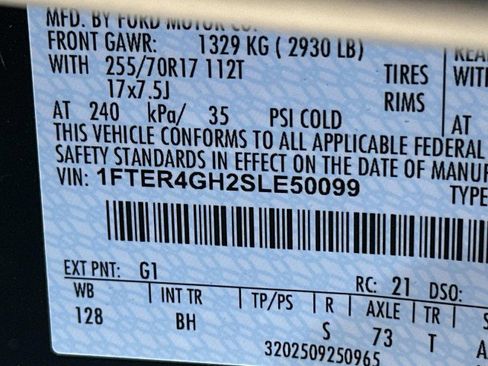 MFD. BY FORD MOTOR CO.
FRONT GAWR: 1329 KG ( 2930 LB) REAR
WITH 255/70R17 112T TIRES WITH
17x7.5J RIMS
AT 240 kPa/ 35 PSI COLD AT
THIS VEHICLE CONFORMS TO ALL APPLICABLE FEDERAL
SAFETY STANDARDS IN EFFECT ON THE DATE OF MANUF
VIN: 1FTER4GH2SLE50099 TYPE
EXT PNT: G1 RC: 21 DSO:
WB INT TR TP/PS R AXLE TR S
128 BH S 73 T A
3202509250965